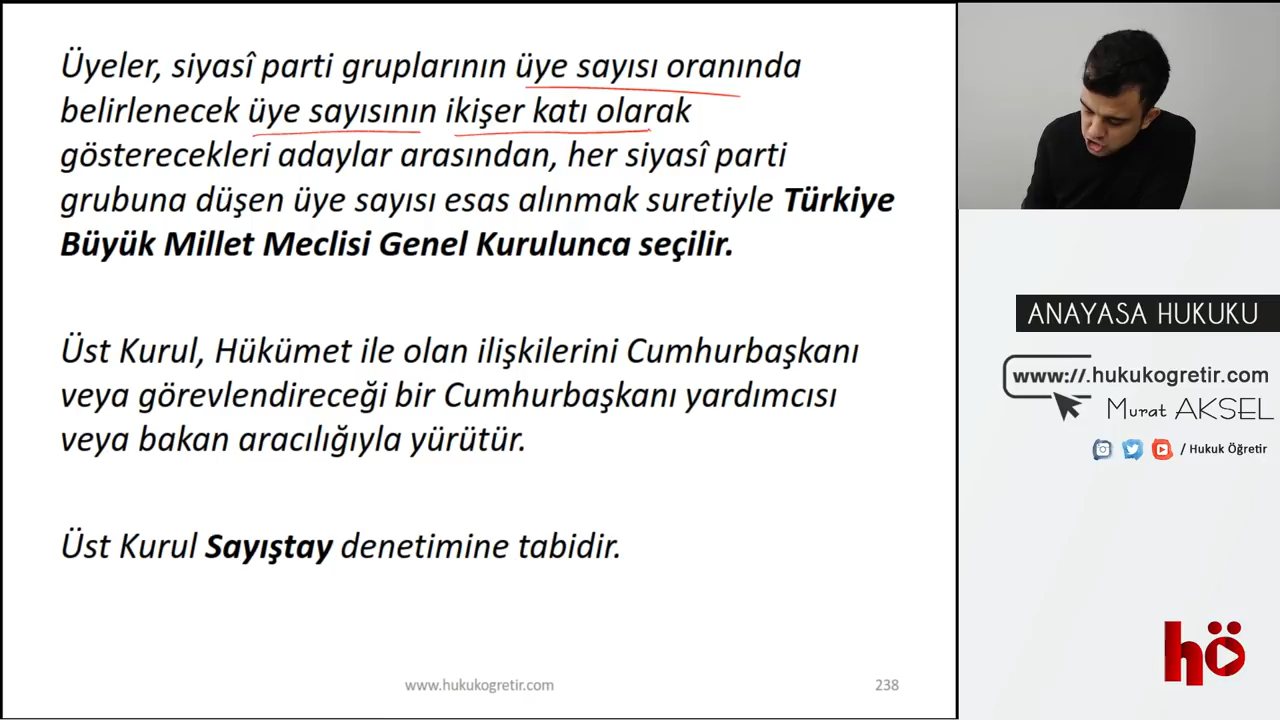 Üyeler, siyasî parti gruplarının üye sayısı oranında
belirlenecek üye sayısının ikişer katı olarak
gösterecekleri adaylar arasından, her siyasî parti
grubuna düşen üye sayısı esas alınmak suretiyle Türkiye
Büyük Millet Meclisi Genel Kurulunca seçilir.
Üst Kurul, Hükümet ile olan ilişkilerini Cumhurbaşkanı
veya görevlendireceği bir Cumhurbaşkanı yardımcısı
veya bakan aracılığıyla yürütür.
Üst Kurul Sayıştay denetimine tabidir.
www.hukukogretir.com
238
ANAYASA HUKUKU
www://.hukukogretir.com
Murat AKSEL
/ Hukuk Öğretir
hö